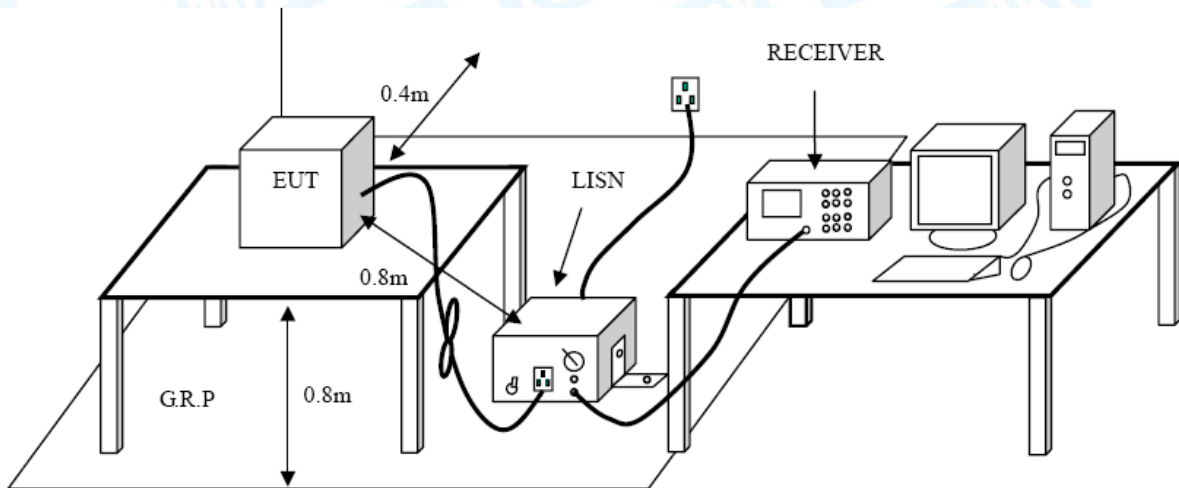 RECEIVER
0.4m
EUT
LISN
0.8m
G.R.P
0.8m